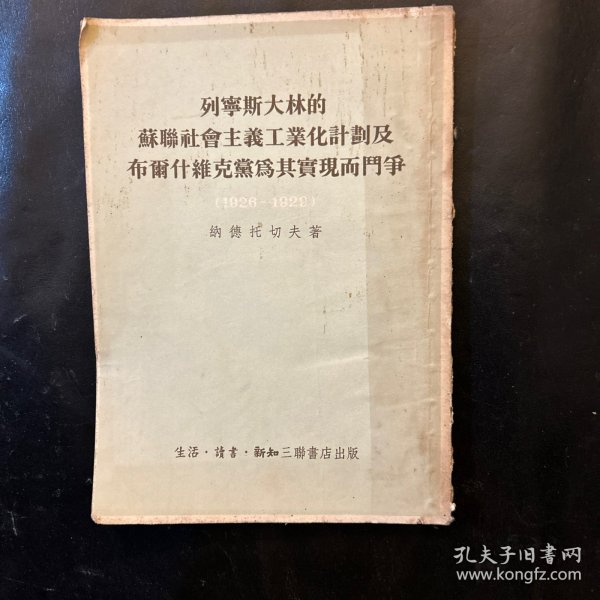 列寧斯大林的
蘇聯社會主義工業化計劃及
布爾什維克黨爲其實現而鬥爭
(1926-1929)
納德托切夫著
生活·讀書·新知三聯書店出版
孔夫子旧书网
www.kongfz.com